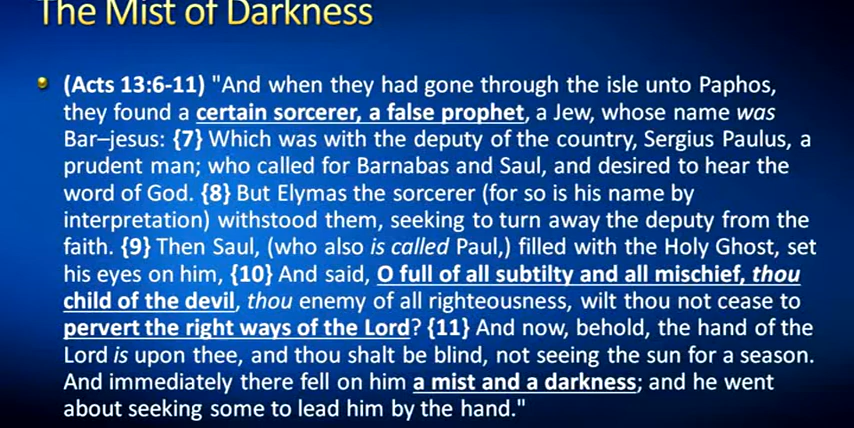 The Mist of Darkness
(Acts 13:6-11) "And when they had gone through the isle unto Paphos,
they found a certain sorcerer, a false prophet, a Jew, whose name was
Bar–jesus: {7} Which was with the deputy of the country, Sergius Paulus, a
prudent man; who called for Barnabas and Saul, and desired to hear the
word of God. {8} But Elymas the sorcerer (for so is his name by
interpretation) withstood them, seeking to turn away the deputy from the
faith. {9} Then Saul, (who also is called Paul,) filled with the Holy Ghost, set
his eyes on him, {10} And said, O full of all subtilty and all mischief, thou
child of the devil, thou enemy of all righteousness, wilt thou not cease to
pervert the right ways of the Lord? {11} And now, behold, the hand of the
Lord is upon thee, and thou shalt be blind, not seeing the sun for a season.
And immediately there fell on him a mist and a darkness; and he went
about seeking some to lead him by the hand."